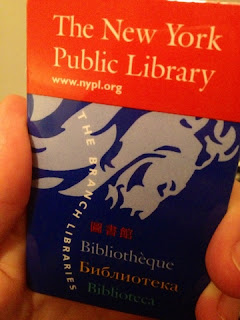 The New York
Public Library
www.nypl.org
THE BRANCH LIBRARIES
圖書館
Bibliothèque
Библиотека
Biblioteca